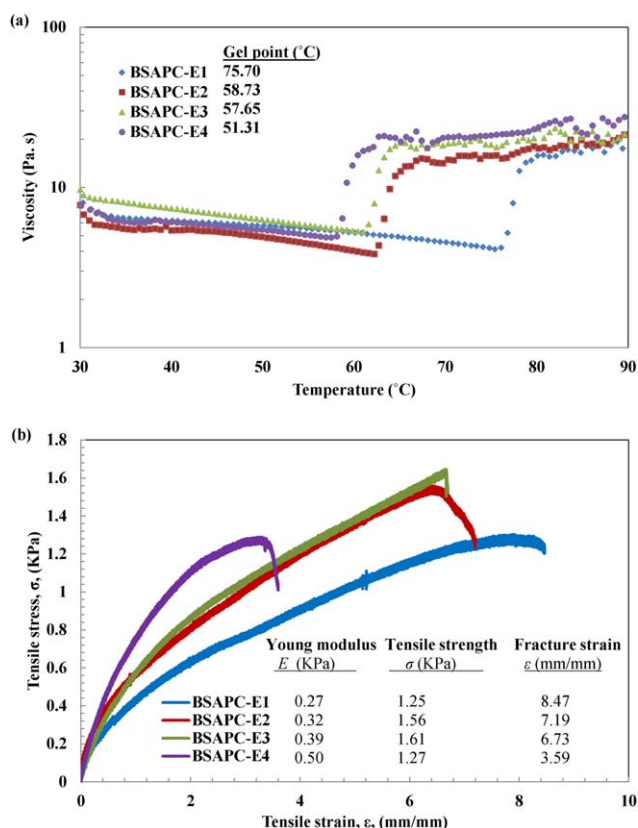 (a)
100
10
1
Viscosity (Pa. s)
Gel point (˚C)
BSAPC-E1 75.70
BSAPC-E2 58.73
BSAPC-E3 57.65
BSAPC-E4 51.31
30 40 50 60 70 80 90
Temperature (˚C)
(b)
1.8
1.6
1.4
1.2
1
0.8
0.6
0.4
0.2
0
Tensile stress, σ, (KPa)
Young modulus Tensile strength Fracture strain
E (KPa) σ (KPa) ε (mm/mm)
BSAPC-E1 0.27 1.25 8.47
BSAPC-E2 0.32 1.56 7.19
BSAPC-E3 0.39 1.61 6.73
BSAPC-E4 0.50 1.27 3.59
0 2 4 6 8 10
Tensile strain, ε, (mm/mm)